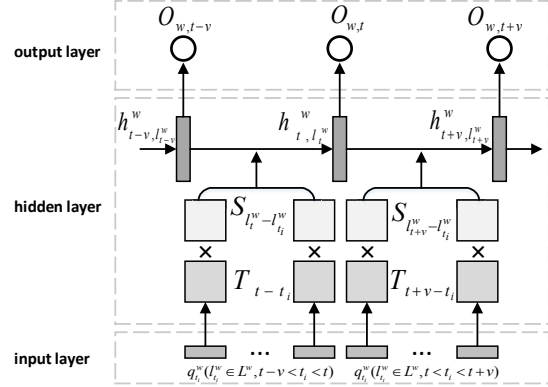 O_{w,t-v} O_{w,t} O_{w,t+v}
output layer
h^w_{t-v, l^w_{t-v}} h^w_{t, l^w_t} h^w_{t+v, l^w_{t+v}}
hidden layer
S_{l^w_t - l^w_{t_i}} S_{l^w_{t+v} - l^w_{t_i}}
× × × ×
T_{t-t_i} T_{t+v-t_i}
... ...
input layer
q^w_{t_i}(l^w_{t_i} ∈ L^w, t-v < t_i < t) q^w_{t_i}(l^w_{t_i} ∈ L^w, t < t_i < t+v)